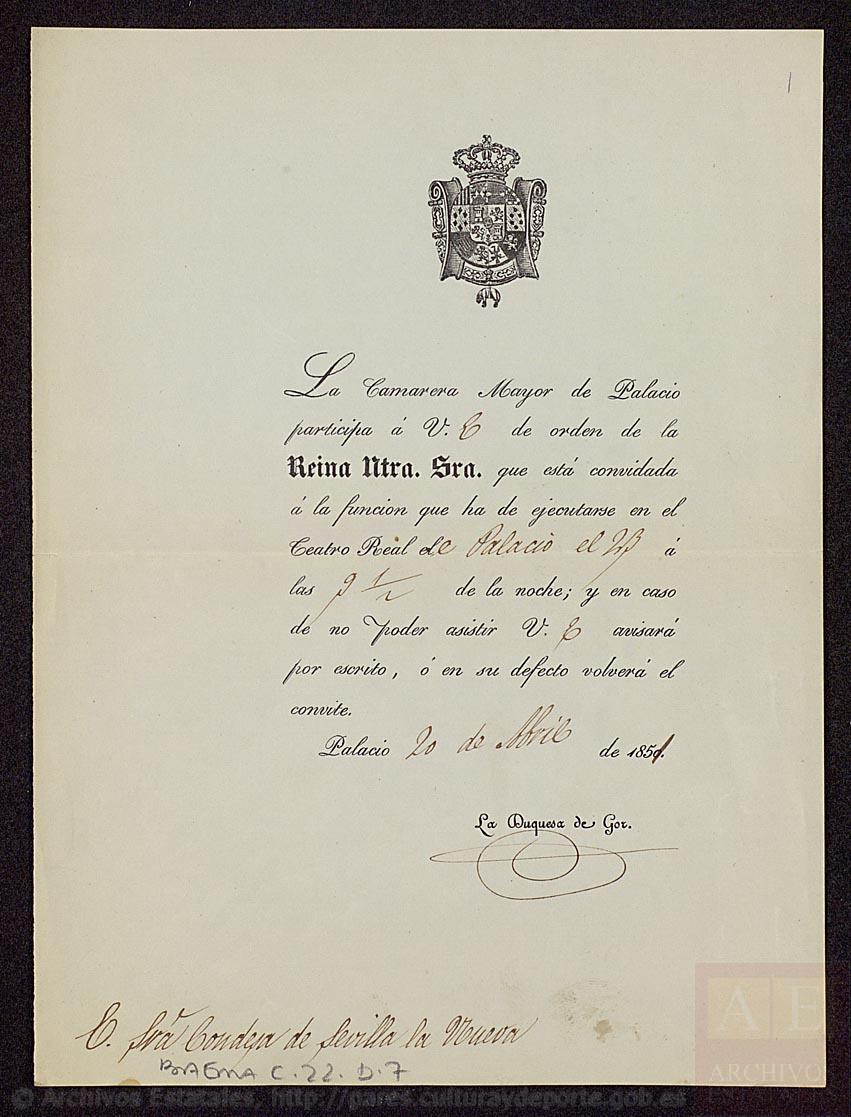 1
La Camarera Mayor de Palacio
participa á V. E de orden de la
Reina Ntra. Sra. que está convidada
á la funcion que ha de ejecutarse en el
Teatro Real de Palacio el 23 á
las 9 1/2 de la noche; y en caso
de no poder asistir V. E avisará
por escrito, ó en su defecto volverá el
convite.
Palacio 20 de Abril de 1851.
La Duquesa de Gor.
E. Sra Condesa de Sevilla la Nueva
BAENA C. 22. D. 7
AE
ARCHIVO
© Archivos Estatales, http://pares.culturaydeporte.gob.es